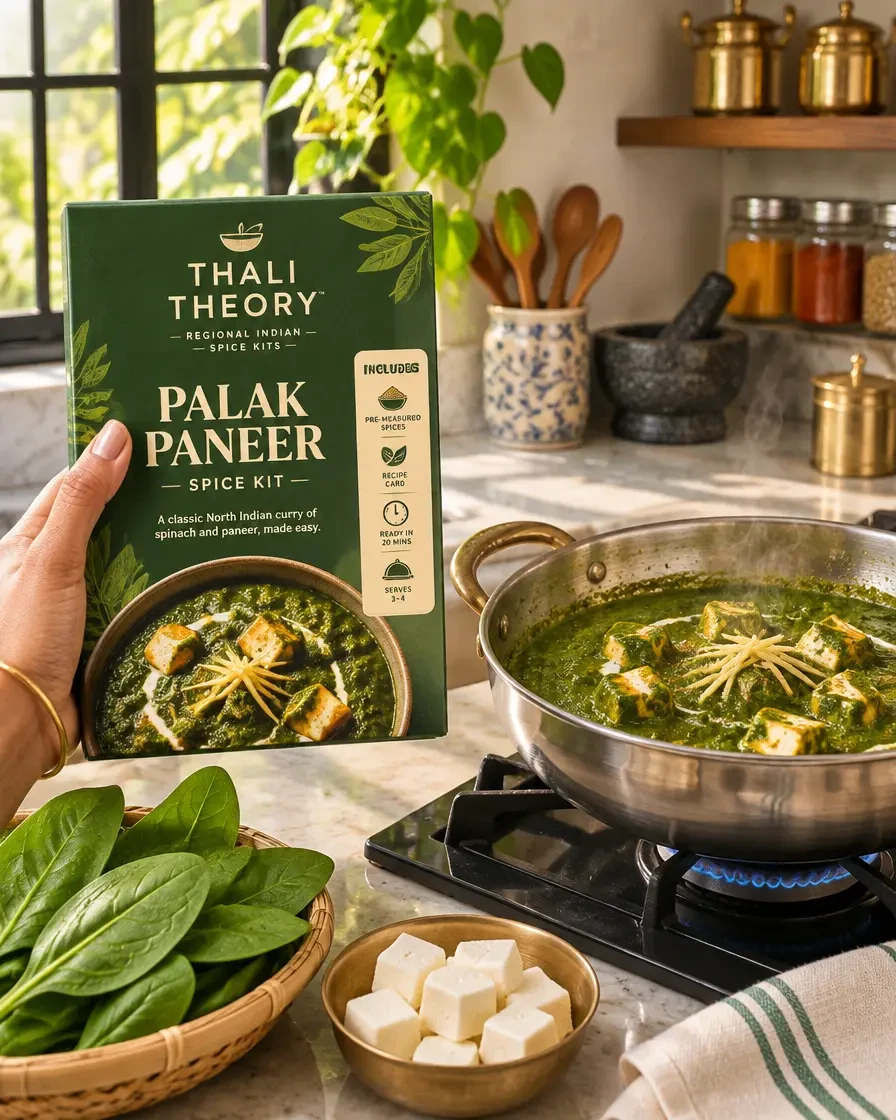 THALI
THEORY™
REGIONAL INDIAN
SPICE KITS
PALAK
PANEER
SPICE KIT
A classic North Indian curry of
spinach and paneer, made easy.
INCLUDES
PRE-MEASURED
SPICES
RECIPE
CARD
READY IN
20 MINS
SERVES
3-4